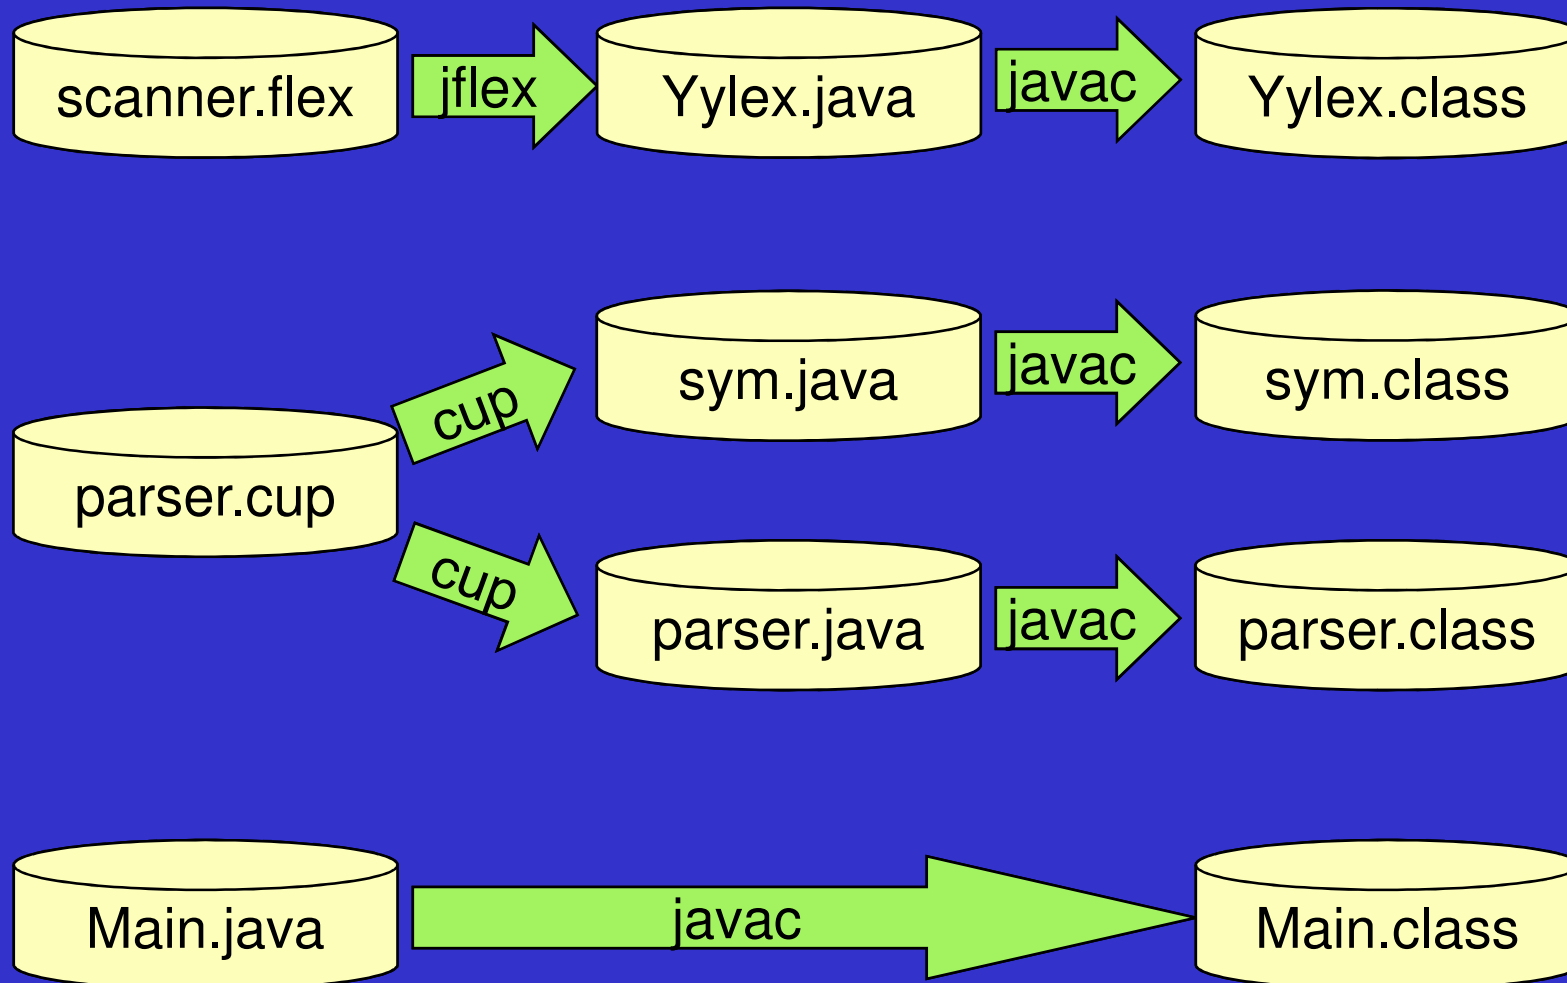 scanner.flex
jflex
Yylex.java
javac
Yylex.class
parser.cup
cup
sym.java
javac
sym.class
cup
parser.java
javac
parser.class
Main.java
javac
Main.class